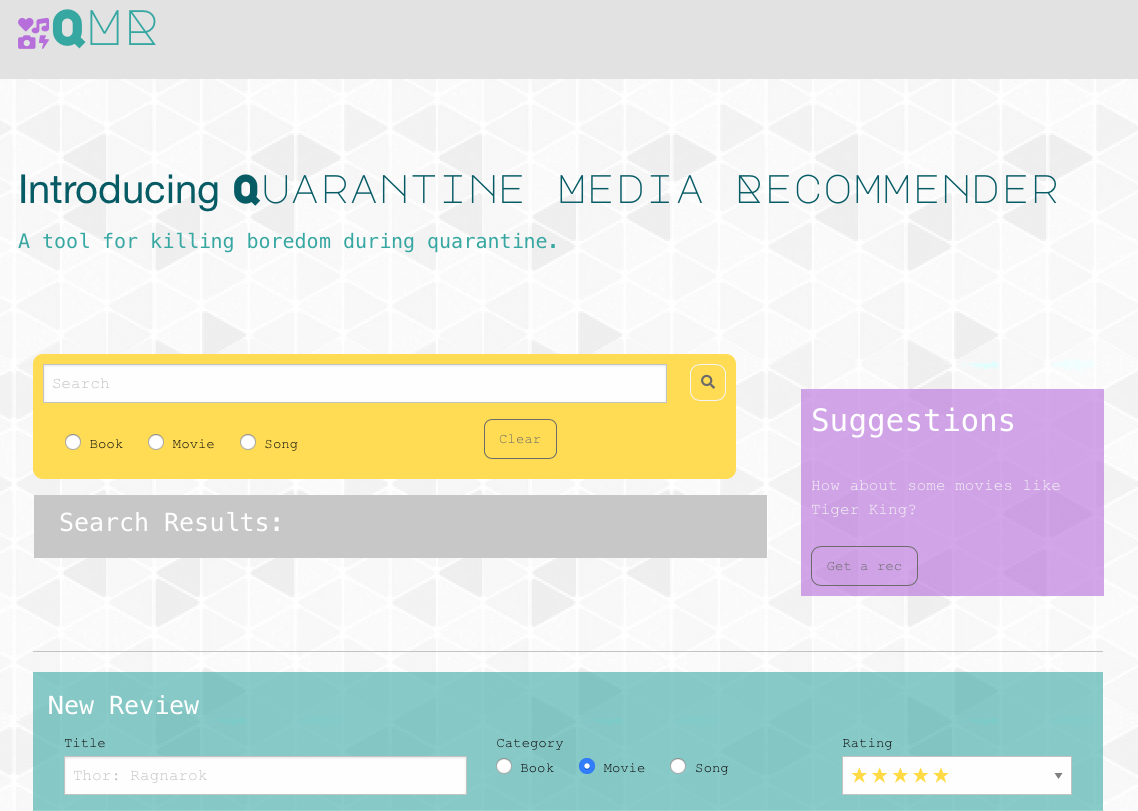 QMR
Introducing QUARANTINE MEDIA RECOMMENDER
A tool for killing boredom during quarantine.
Search
Book Movie Song Clear
Search Results:
Suggestions
How about some movies like
Tiger King?
Get a rec
New Review
Title
Thor: Ragnarok
Category
Book Movie Song
Rating
★★★★★